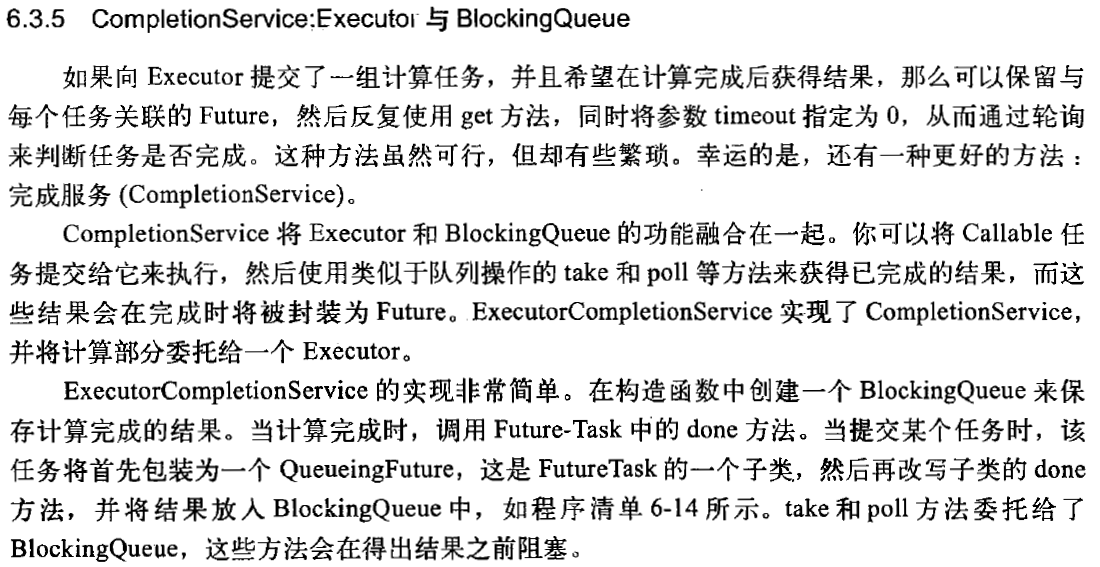 6.3.5 CompletionService:Executor 与 BlockingQueue
如果向 Executor 提交了一组计算任务，并且希望在计算完成后获得结果，那么可以保留与
每个任务关联的 Future，然后反复使用 get 方法，同时将参数 timeout 指定为 0，从而通过轮询
来判断任务是否完成。这种方法虽然可行，但却有些繁琐。幸运的是，还有一种更好的方法：
完成服务 (CompletionService)。
CompletionService 将 Executor 和 BlockingQueue 的功能融合在一起。你可以将 Callable 任
务提交给它来执行，然后使用类似于队列操作的 take 和 poll 等方法来获得已完成的结果，而这
些结果会在完成时将被封装为 Future。ExecutorCompletionService 实现了 CompletionService，
并将计算部分委托给一个 Executor。
ExecutorCompletionService 的实现非常简单。在构造函数中创建一个 BlockingQueue 来保
存计算完成的结果。当计算完成时，调用 Future-Task 中的 done 方法。当提交某个任务时，该
任务将首先包装为一个 QueueingFuture，这是 FutureTask 的一个子类，然后再改写子类的 done
方法，并将结果放入 BlockingQueue 中，如程序清单 6-14 所示。take 和 poll 方法委托给了
BlockingQueue，这些方法会在得出结果之前阻塞。